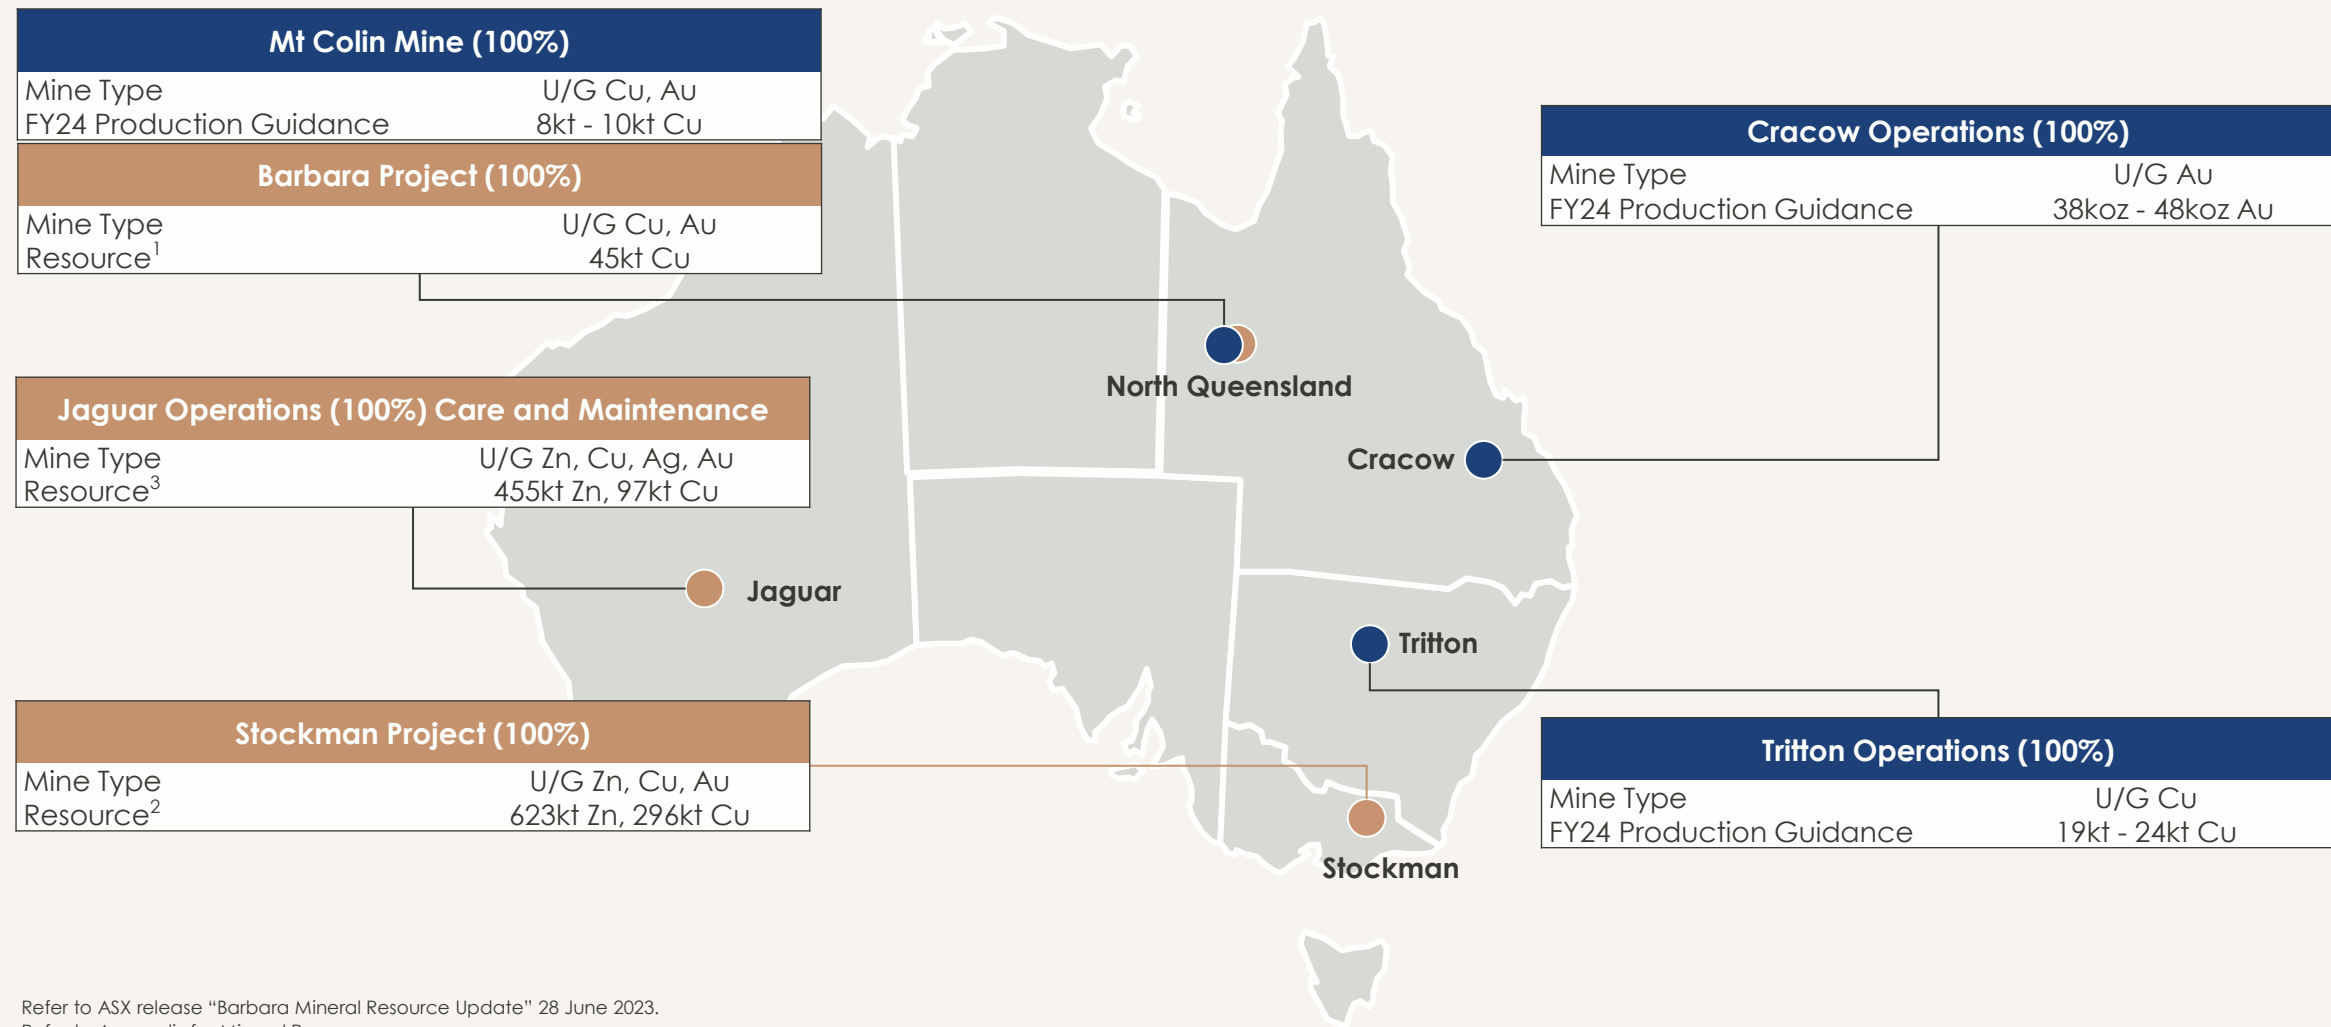 Mt Colin Mine (100%)
Mine Type U/G Cu, Au
FY24 Production Guidance 8kt - 10kt Cu
Barbara Project (100%)
Mine Type U/G Cu, Au
Resource1 45kt Cu
Cracow Operations (100%)
Mine Type U/G Au
FY24 Production Guidance 38koz - 48koz Au
North Queensland
Jaguar Operations (100%) Care and Maintenance
Mine Type U/G Zn, Cu, Ag, Au
Resource3 455kt Zn, 97kt Cu
Cracow
Jaguar
Tritton
Stockman Project (100%)
Mine Type U/G Zn, Cu, Au
Resource2 623kt Zn, 296kt Cu
Tritton Operations (100%)
Mine Type U/G Cu
FY24 Production Guidance 19kt - 24kt Cu
Stockman
Refer to ASX release “Barbara Mineral Resource Update” 28 June 2023.